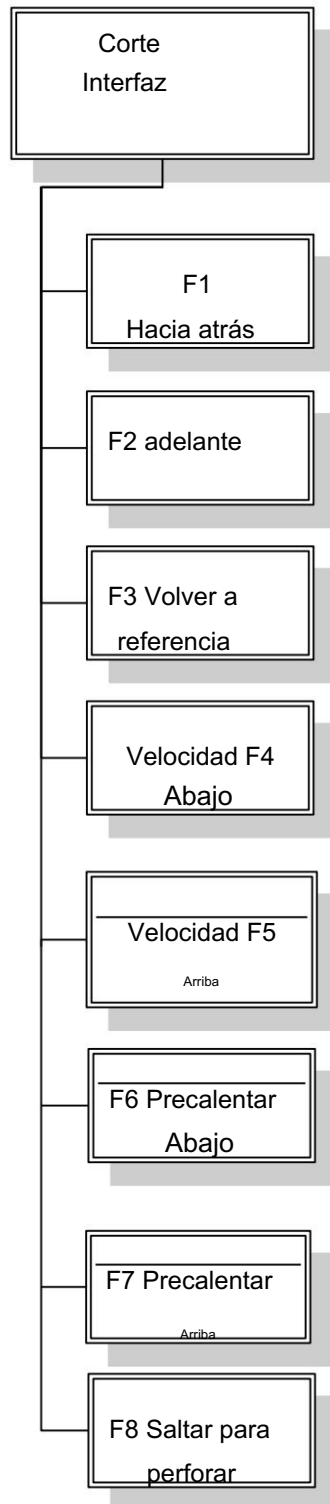 Corte
Interfaz
F1
Hacia atrás
F2 adelante
F3 Volver a
referencia
Velocidad F4
Abajo
Velocidad F5
Arriba
F6 Precalentar
Abajo
F7 Precalentar
Arriba
F8 Saltar para
perforar